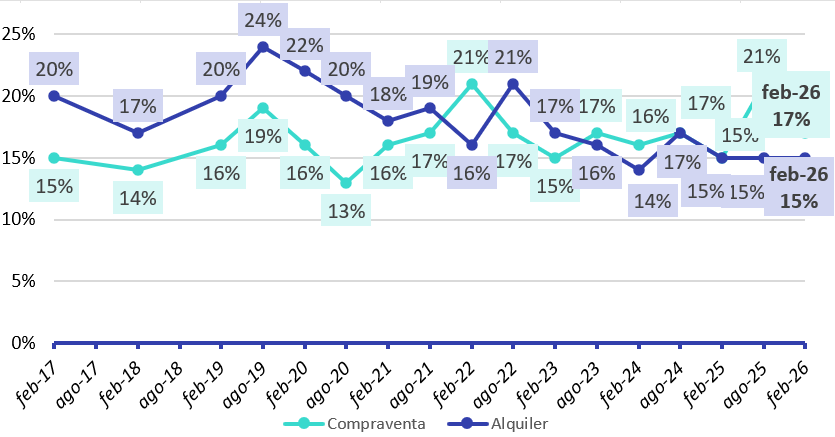 25%
20%
15%
10%
5%
0%
24%
22%
21%
21%
21%
20%
20%
20%
19%
18%
17%
17%
17%
17%
16%
feb-26
17%
19%
15%
15%
14%
16%
16%
13%
16%
17%
16%
17%
15%
16%
14%
17%
15%
15%
feb-26
15%
feb-17
ago-17
feb-18
ago-18
feb-19
ago-19
feb-20
ago-20
feb-21
ago-21
feb-22
ago-22
feb-23
ago-23
feb-24
ago-24
feb-25
ago-25
feb-26
Compraventa
Alquiler